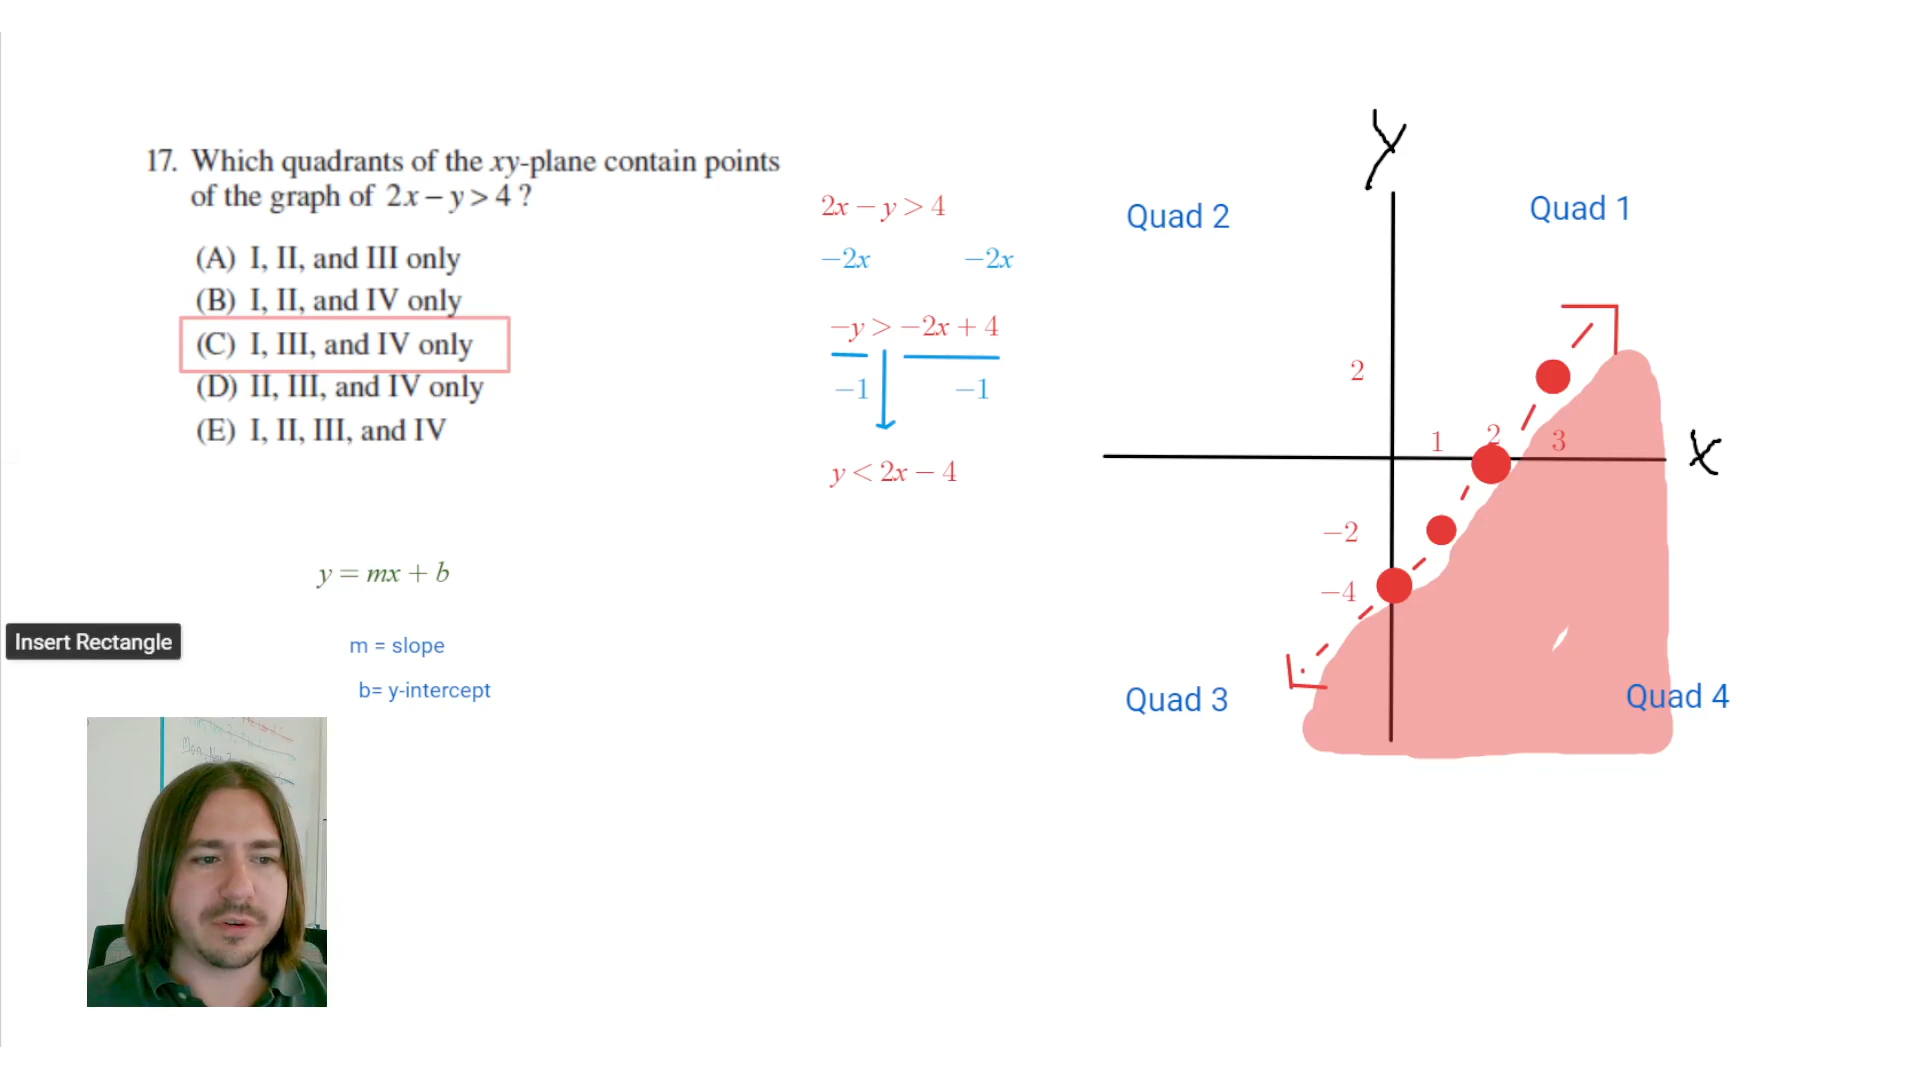 17. Which quadrants of the xy-plane contain points
of the graph of 2x – y > 4 ?
(A) I, II, and III only
(B) I, II, and IV only
(C) I, III, and IV only
(D) II, III, and IV only
(E) I, II, III, and IV
y = mx + b
Insert Rectangle
m = slope
b= y-intercept
2x − y > 4
−2x −2x
−y > −2x + 4
−1 −1
y < 2x − 4
y
Quad 2
Quad 1
2
1 2 3
x
−2
−4
Quad 3
Quad 4